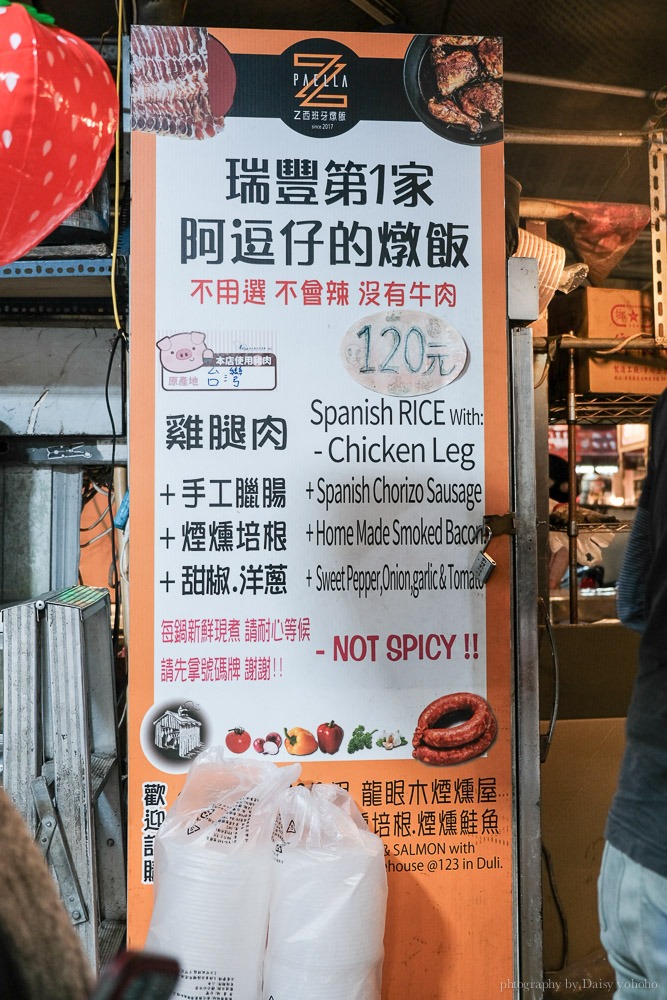 PAELLA
Z西班牙燉飯
since 2017
瑞豐第1家
阿逗仔的燉飯
不用選 不會辣 沒有牛肉
本店使用豬肉
原產地 台灣
120元
雞腿肉
Spanish RICE With:
- Chicken Leg
+手工臘腸
+ Spanish Chorizo Sausage
+煙燻培根
+Home Made Smoked Bacon
+甜椒.洋蔥
+ Sweet Pepper,Onion,garlic & Tomato
每鍋新鮮現煮 請耐心等候
請先拿號碼牌 謝謝!!
- NOT SPICY !!
歡迎
龍眼木煙燻屋
培根.煙燻鮭魚
& SALMON with
house @123 in Duli.
photography by,Daisy yohoho